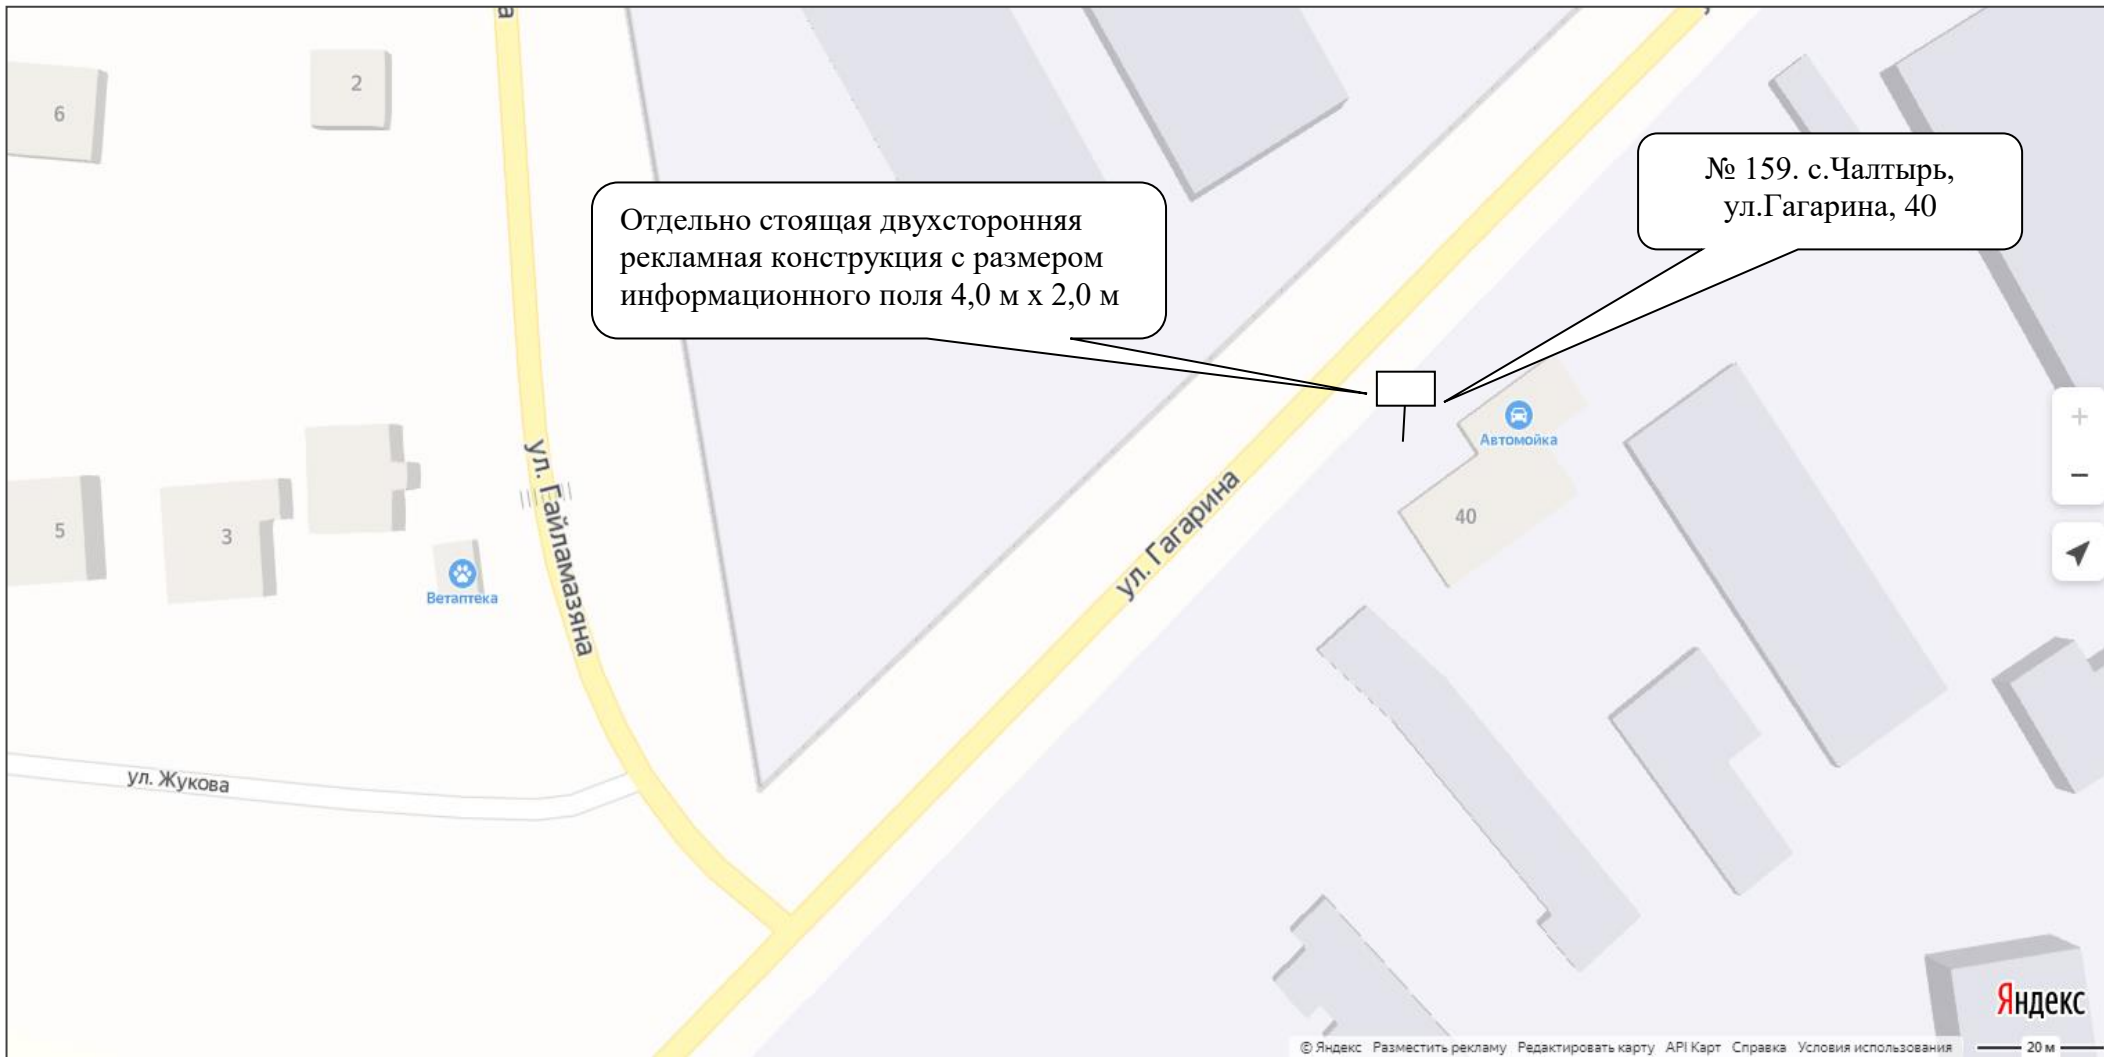 а
2
6
№ 159. с.Чалтырь,
ул.Гагарина, 40
Отдельно стоящая двухсторонняя
рекламная конструкция с размером
информационного поля 4,0 м х 2,0 м
Автомойка
ул. Гайламазяна
ул. Гагарина
40
5
3
Ветаптека
ул. Жукова
Яндекс
© Яндекс Разместить рекламу Редактировать карту API Карт Справка Условия использования 20 м